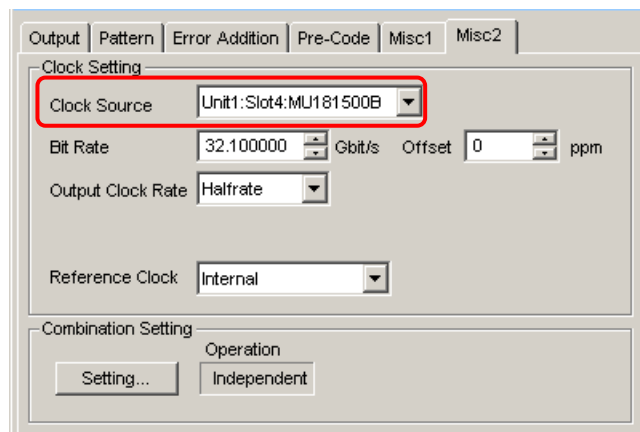 Output Pattern Error Addition Pre-Code Misc1 Misc2
Clock Setting
Clock Source Unit1:Slot4:MU181500B
Bit Rate 32.100000 Gbit/s Offset 0 ppm
Output Clock Rate Halfrate
Reference Clock Internal
Combination Setting
Operation
Setting... Independent